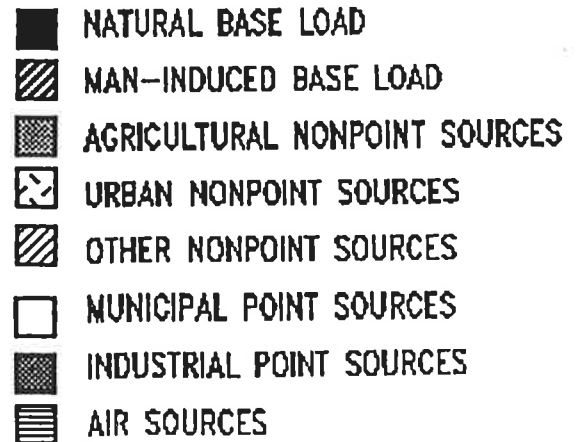 NATURAL BASE LOAD
MAN-INDUCED BASE LOAD
AGRICULTURAL NONPOINT SOURCES
URBAN NONPOINT SOURCES
OTHER NONPOINT SOURCES
MUNICIPAL POINT SOURCES
INDUSTRIAL POINT SOURCES
AIR SOURCES